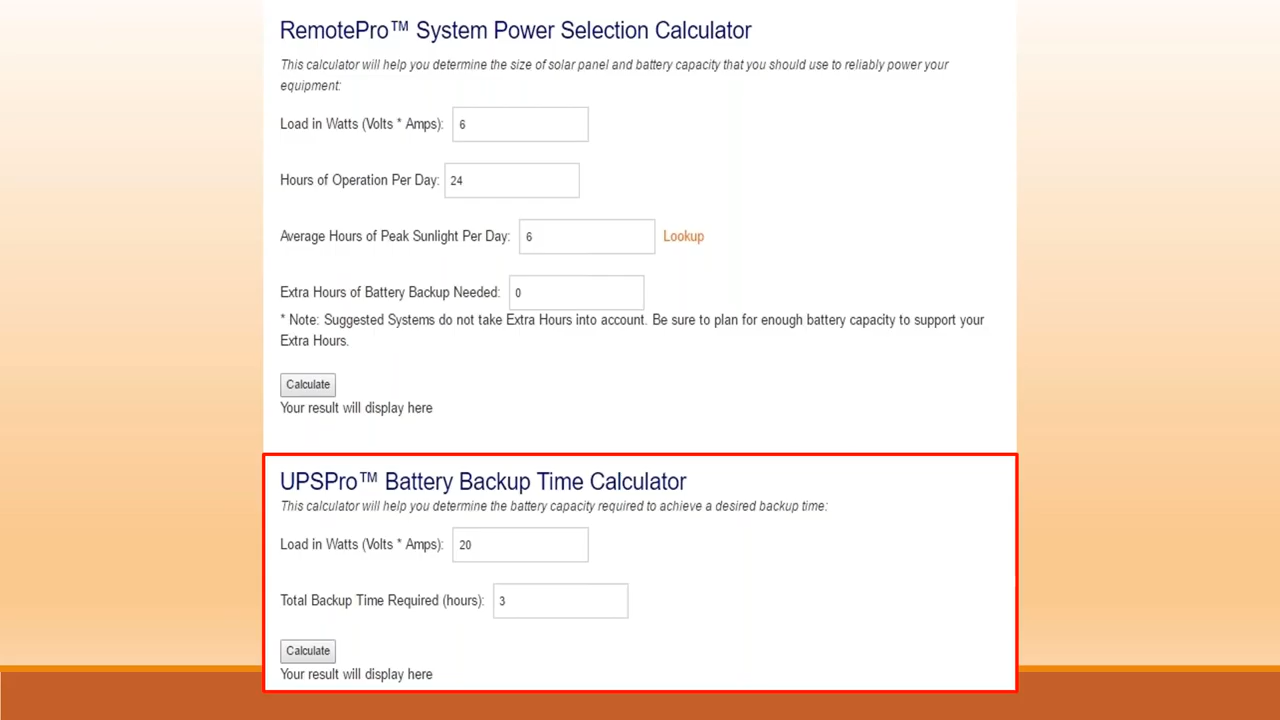 RemotePro™ System Power Selection Calculator
This calculator will help you determine the size of solar panel and battery capacity that you should use to reliably power your
equipment:
Load in Watts (Volts * Amps): 6
Hours of Operation Per Day: 24
Average Hours of Peak Sunlight Per Day: 6 Lookup
Extra Hours of Battery Backup Needed: 0
* Note: Suggested Systems do not take Extra Hours into account. Be sure to plan for enough battery capacity to support your
Extra Hours.
Calculate
Your result will display here
UPSPro™ Battery Backup Time Calculator
This calculator will help you determine the battery capacity required to achieve a desired backup time:
Load in Watts (Volts * Amps): 20
Total Backup Time Required (hours): 3
Calculate
Your result will display here